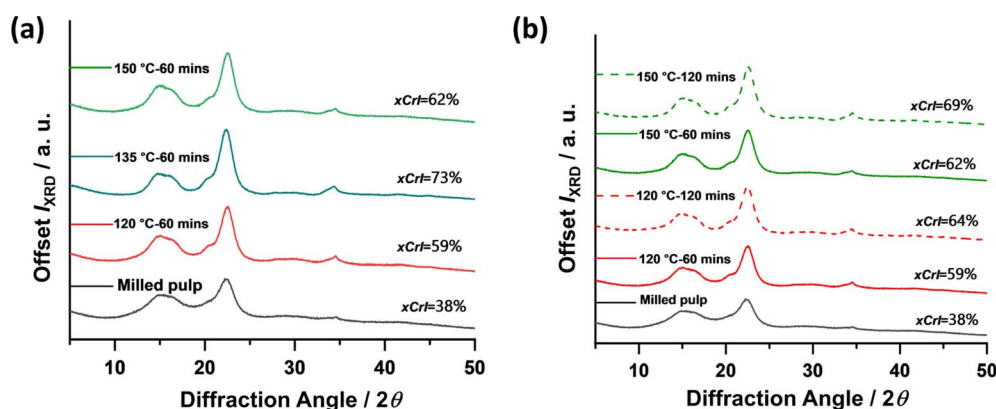 (a)
Offset I_XRD / a. u.
150 °C-60 mins
xCrI=62%
135 °C-60 mins
xCrI=73%
120 °C-60 mins
xCrI=59%
Milled pulp
xCrI=38%
10 20 30 40 50
Diffraction Angle / 2θ
(b)
Offset I_XRD / a. u.
150 °C-120 mins
xCrI=69%
150 °C-60 mins
xCrI=62%
120 °C-120 mins
xCrI=64%
120 °C-60 mins
xCrI=59%
Milled pulp
xCrI=38%
10 20 30 40 50
Diffraction Angle / 2θ